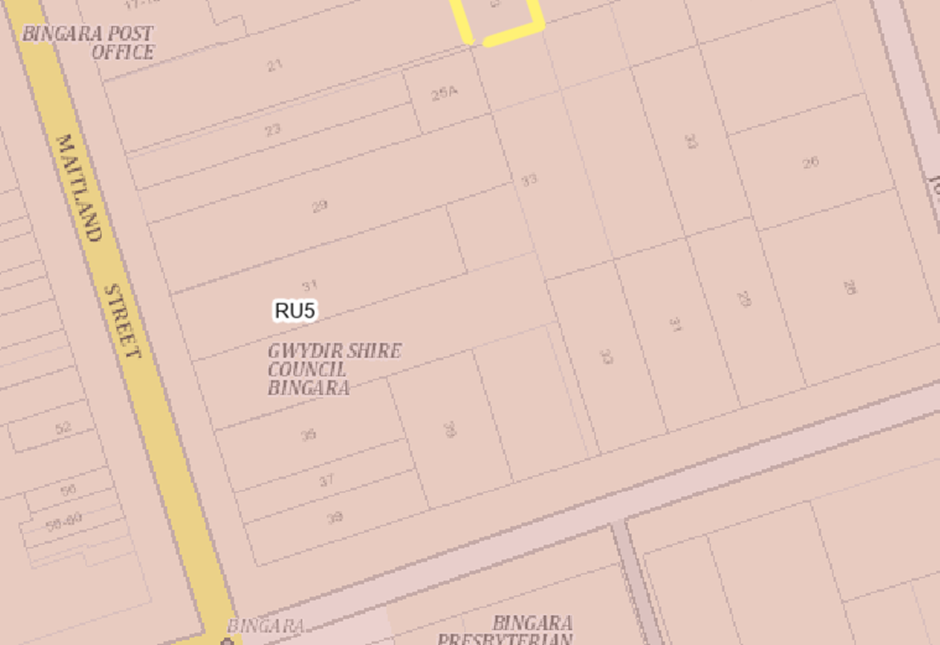 BINGARA POST
OFFICE
21
25A
23
33
33
26
29
MAITLAND
STREET
31
RU5
28
29
31
33
GWYDIR SHIRE
COUNCIL
BINGARA
52
35
37
39
56
58-60
BINGARA
BINGARA
PRESBYTERIAN